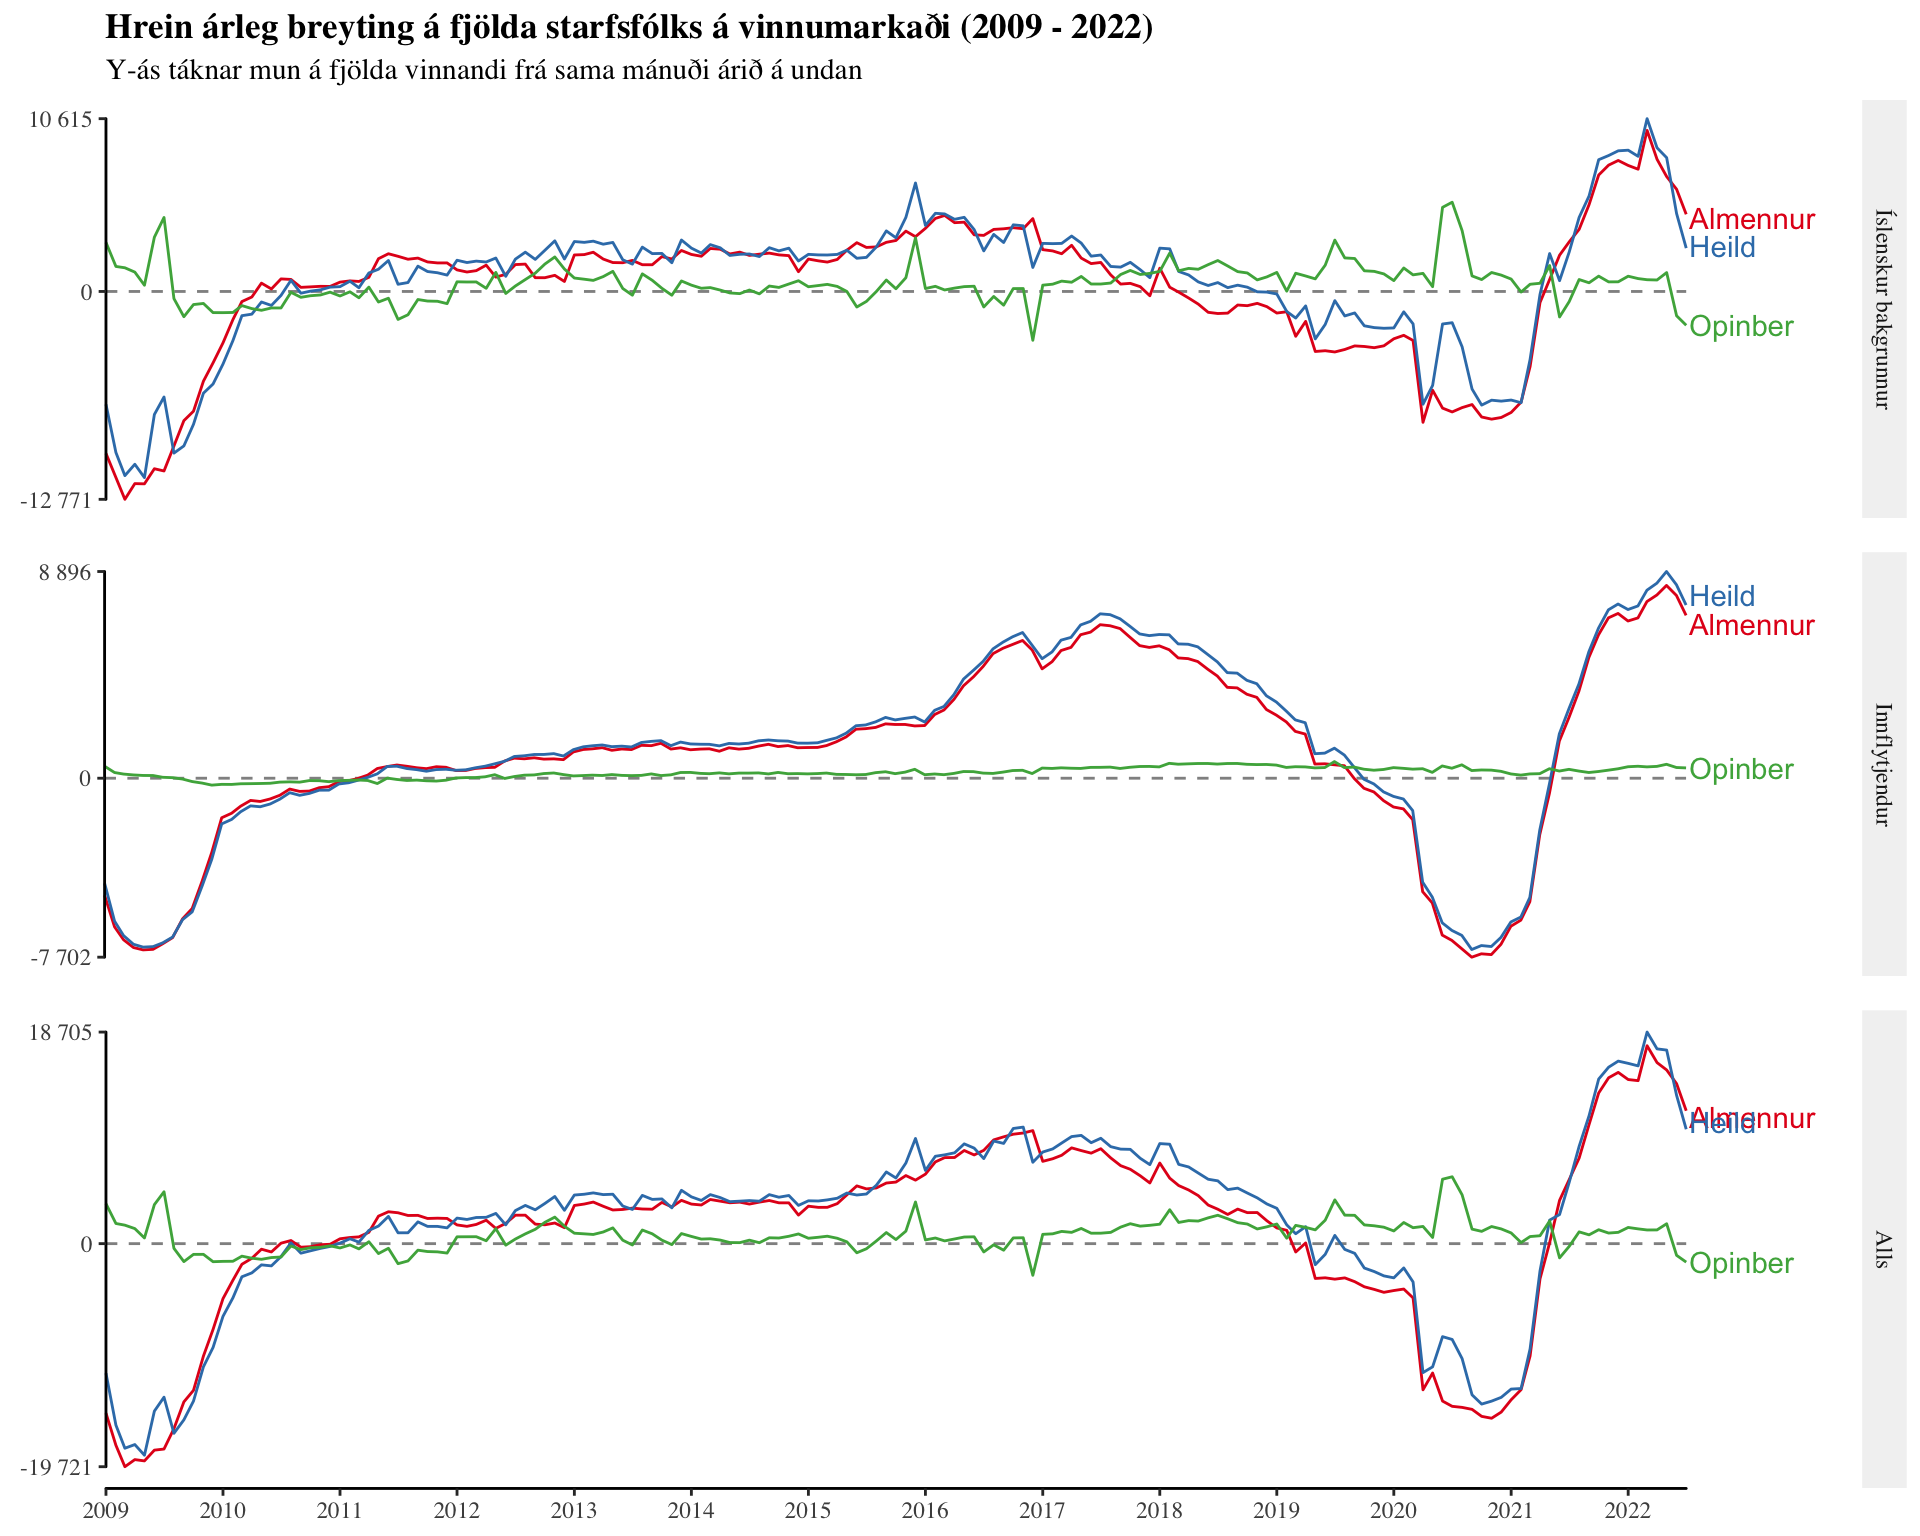 Hrein árleg breyting á fjölda starfsfólks á vinnumarkaði (2009 - 2022)
Y-ás táknar mun á fjölda vinnandi frá sama mánuði árið á undan
10 615
0
-12 771
Almennur
Heild
Opinber
Íslenskur bakgrunnur
8 896
0
-7 702
Heild
Almennur
Opinber
Innflytjendur
18 705
0
-19 721
Almennur
Heild
Opinber
Alls
2009 2010 2011 2012 2013 2014 2015 2016 2017 2018 2019 2020 2021 2022